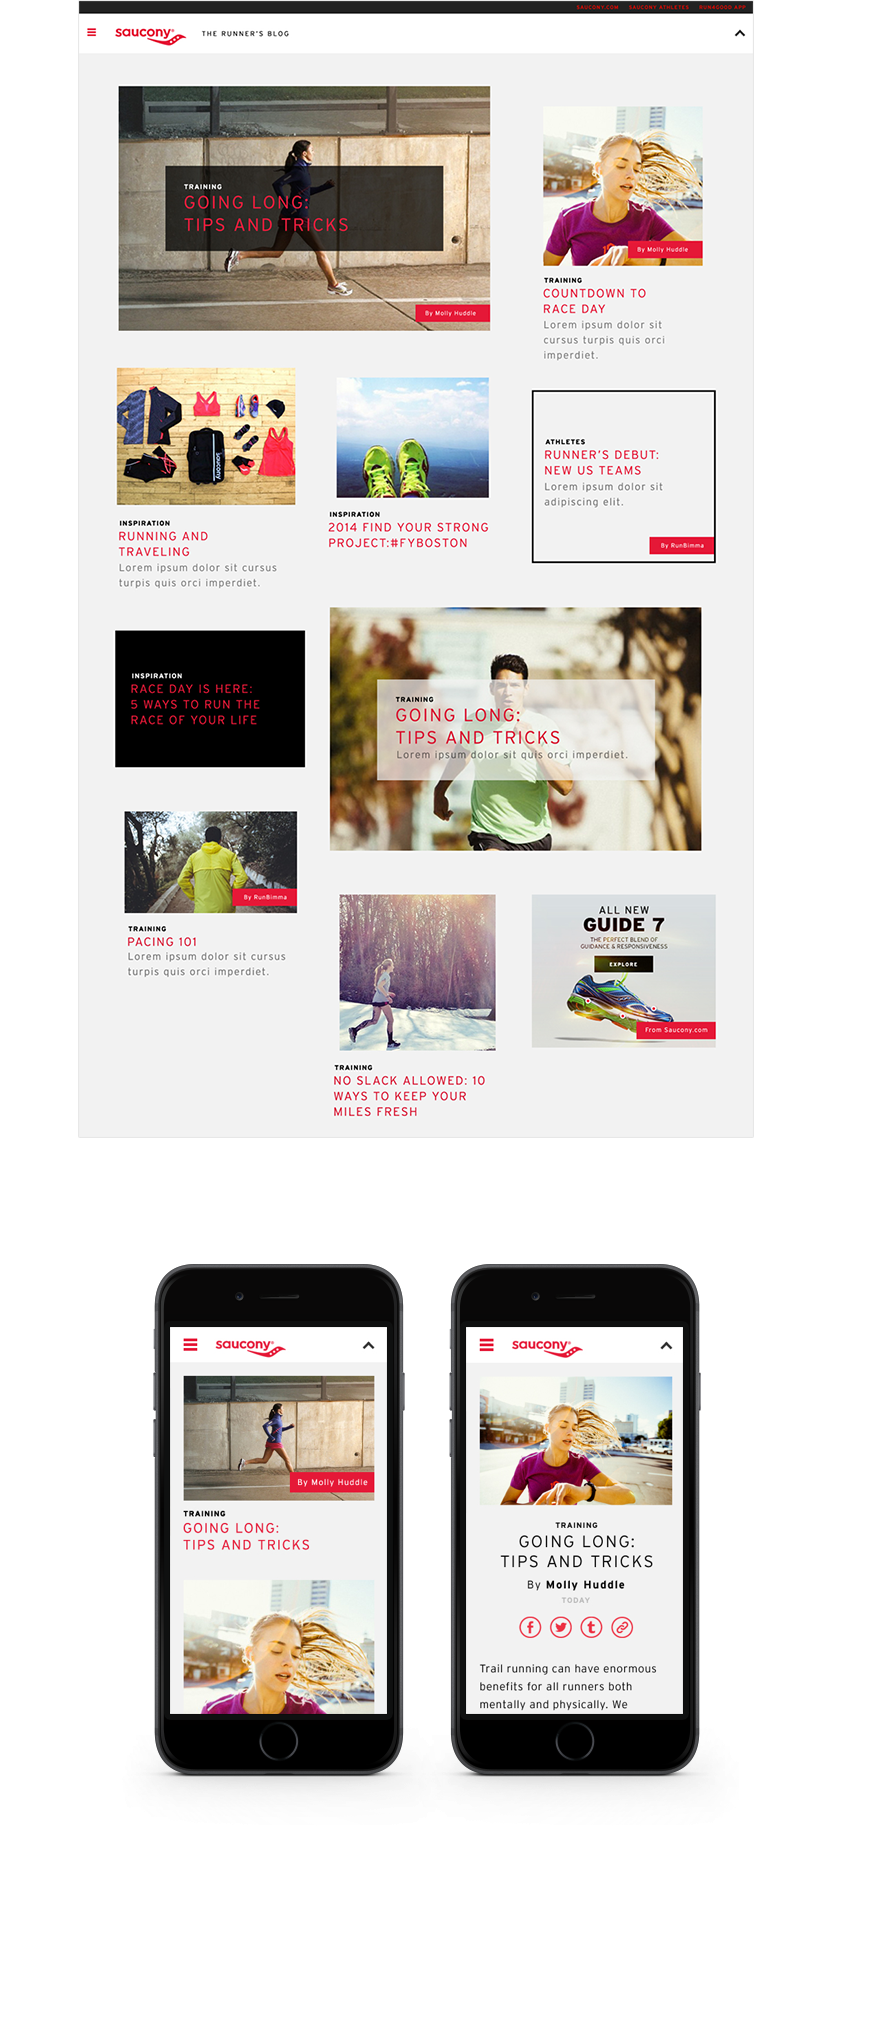 SAUCONY.COM SAUCONY ATHLETES RUN4GOOD APP
saucony® THE RUNNER'S BLOG
TRAINING
GOING LONG:
TIPS AND TRICKS
By Molly Huddle
By Molly Huddle
TRAINING
COUNTDOWN TO
RACE DAY
Lorem ipsum dolor sit
cursus turpis quis orci
imperdiet.
saucony
INSPIRATION
RUNNING AND
TRAVELING
Lorem ipsum dolor sit cursus
turpis quis orci imperdiet.
INSPIRATION
2014 FIND YOUR STRONG
PROJECT:#FYBOSTON
ATHLETES
RUNNER'S DEBUT:
NEW US TEAMS
Lorem ipsum dolor sit
adipiscing elit.
By RunBimma
INSPIRATION
RACE DAY IS HERE:
5 WAYS TO RUN THE
RACE OF YOUR LIFE
TRAINING
GOING LONG:
TIPS AND TRICKS
Lorem ipsum dolor sit quis orci imperdiet.
By RunBimma
TRAINING
PACING 101
Lorem ipsum dolor sit cursus
turpis quis orci imperdiet.
TRAINING
NO SLACK ALLOWED: 10
WAYS TO KEEP YOUR
MILES FRESH
ALL NEW
GUIDE 7
THE PERFECT BLEND OF
GUIDANCE & RESPONSIVENESS
EXPLORE
From Saucony.com
saucony®
By Molly Huddle
TRAINING
GOING LONG:
TIPS AND TRICKS
saucony®
TRAINING
GOING LONG:
TIPS AND TRICKS
By Molly Huddle
TODAY
Trail running can have enormous
benefits for all runners both
mentally and physically. We